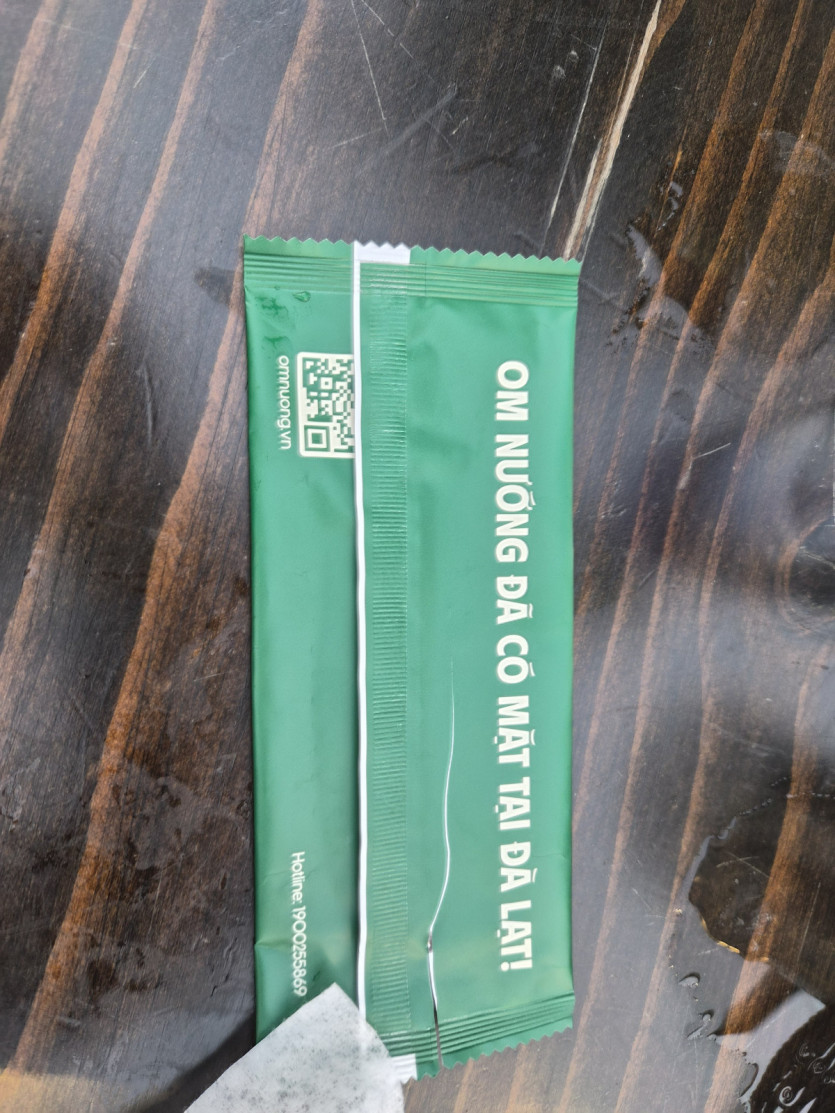 OM NƯỚNG ĐÃ CÓ MẶT TẠI ĐÀ LẠT!
omnuong.vn
Hotline: 1900255869